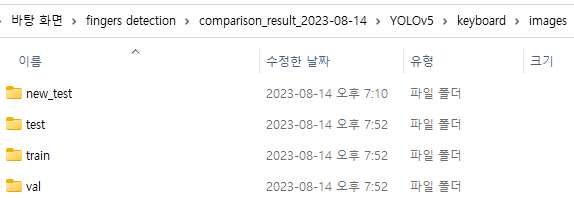 바탕 화면 > fingers detection > comparison_result_2023-08-14 > YOLOv5 > keyboard > images
이름 수정한 날짜 유형 크기
new_test 2023-08-14 오후 7:10 파일 폴더
test 2023-08-14 오후 7:52 파일 폴더
train 2023-08-14 오후 7:52 파일 폴더
val 2023-08-14 오후 7:52 파일 폴더